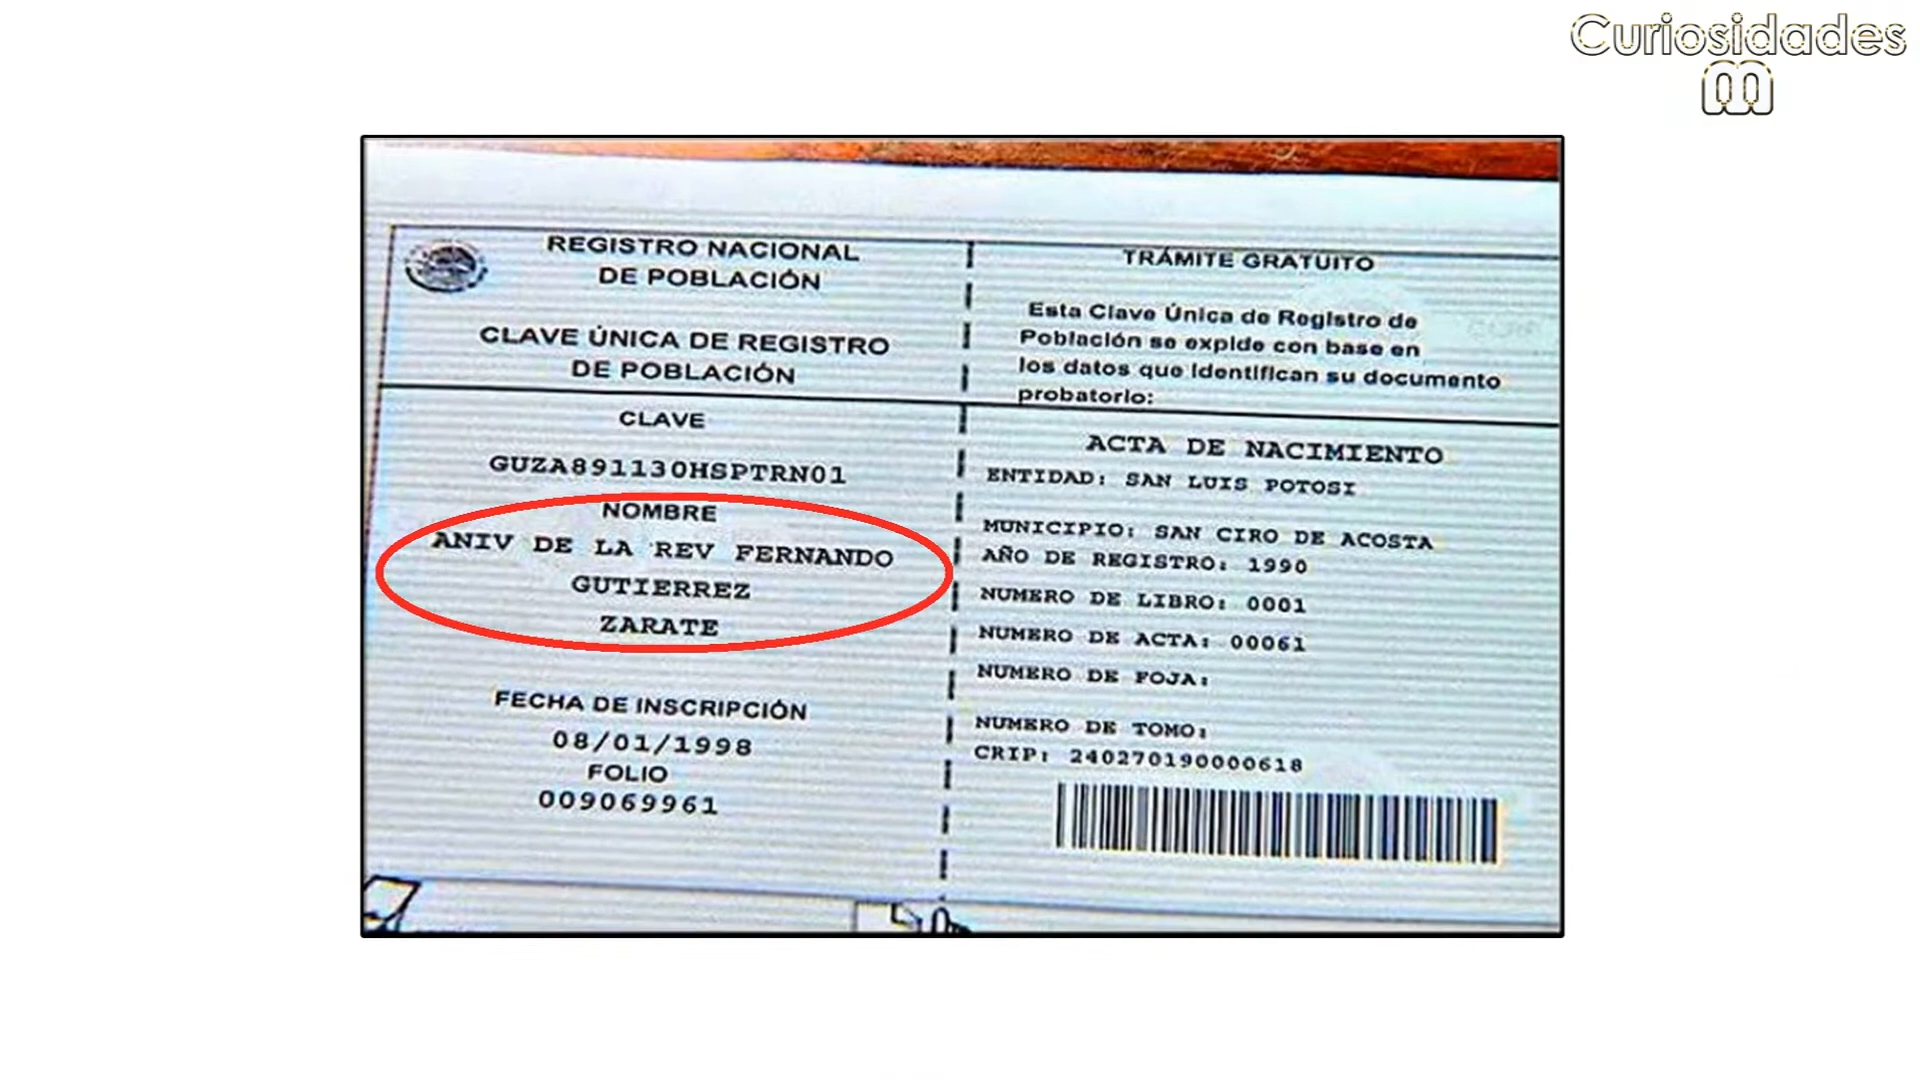 Curiosidades
m
REGISTRO NACIONAL
DE POBLACIÓN
CLAVE ÚNICA DE REGISTRO
DE POBLACIÓN
CLAVE
GUZA891130HSPTRN01
NOMBRE
ANIV DE LA REV FERNANDO
GUTIERREZ
ZARATE
FECHA DE INSCRIPCIÓN
08/01/1998
FOLIO
009069961
TRÁMITE GRATUITO
Esta Clave Única de Registro de
Población se expide con base en
los datos que identifican su documento
probatorio:
ACTA DE NACIMIENTO
ENTIDAD: SAN LUIS POTOSI
MUNICIPIO: SAN CIRO DE ACOSTA
AÑO DE REGISTRO: 1990
NUMERO DE LIBRO: 0001
NUMERO DE ACTA: 00061
NUMERO DE FOJA:
NUMERO DE TOMO:
CRIP: 240270190000618